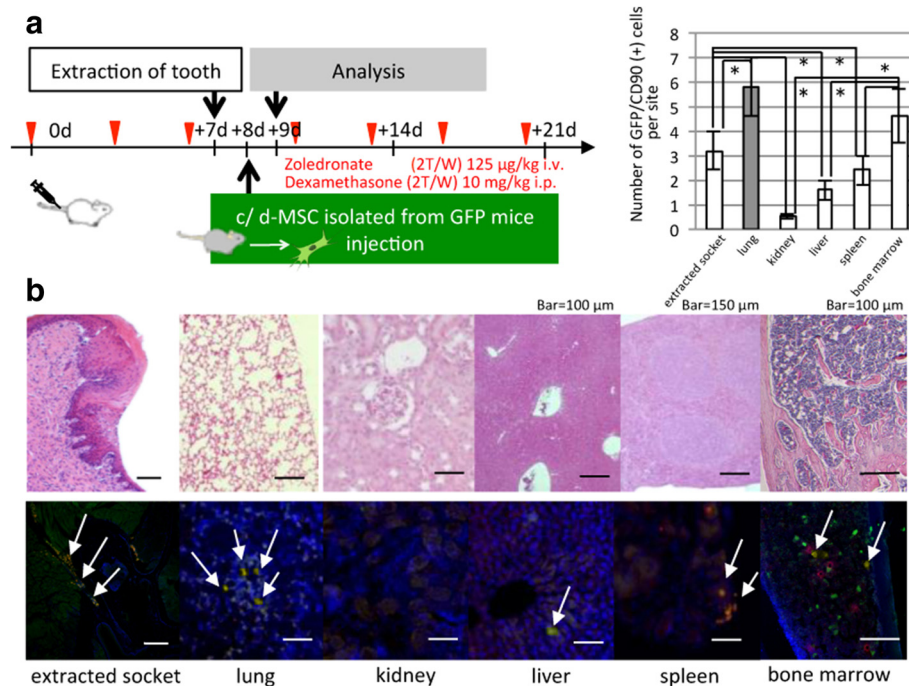 a
Extraction of tooth
Analysis
0d
+7d
+8d
+9d
+14d
+21d
Zoledronate (2T/W) 125 µg/kg i.v.
Dexamethasone (2T/W) 10 mg/kg i.p.
c/ d-MSC isolated from GFP mice
injection
Number of GFP/CD90 (+) cells
per site
8
7
6
5
4
3
2
1
0
*
*
*
*
*
*
extracted socket
lung
kidney
liver
spleen
bone marrow
b
Bar=100 µm
Bar=150 µm
Bar=100 µm
extracted socket
lung
kidney
liver
spleen
bone marrow